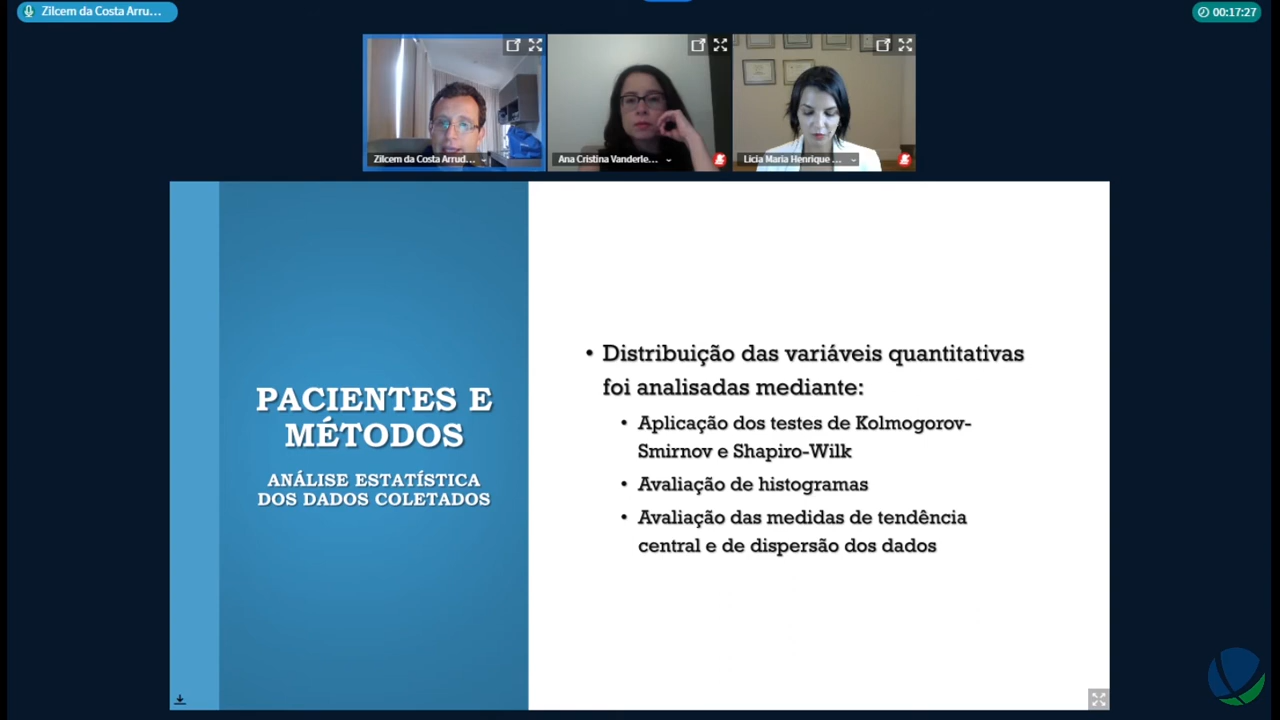 Zilcem da Costa Arru...
00:17:27
Zilcem da Costa Arrud...
Ana Cristina Vanderle...
Licia Maria Henrique ...
PACIENTES E
MÉTODOS
ANÁLISE ESTATÍSTICA
DOS DADOS COLETADOS
• Distribuição das variáveis quantitativas
foi analisadas mediante:
• Aplicação dos testes de Kolmogorov-
Smirnov e Shapiro-Wilk
• Avaliação de histogramas
• Avaliação das medidas de tendência
central e de dispersão dos dados